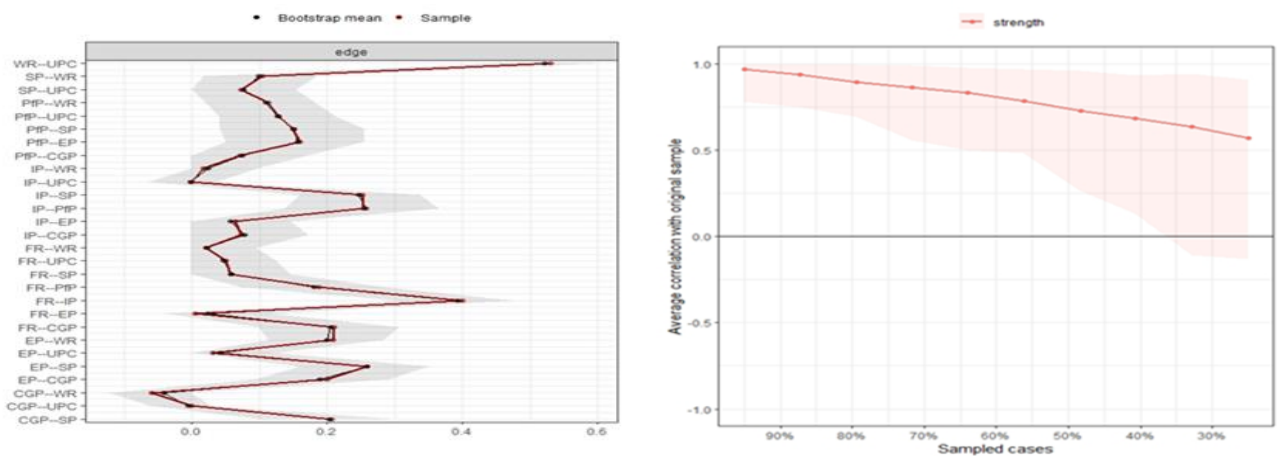 Bootstrap mean Sample
edge
WR--UPC
SP--WR
SP--UPC
PfP--WR
PfP--UPC
PfP--SP
PfP--EP
PfP--CGP
IP--WR
IP--UPC
IP--SP
IP--PfP
IP--EP
IP--CGP
FR--WR
FR--UPC
FR--SP
FR--PfP
FR--IP
FR--EP
FR--CGP
EP--WR
EP--UPC
EP--SP
EP--CGP
CGP--WR
CGP--UPC
CGP--SP
0.0 0.2 0.4 0.6
strength
Average correlation with original sample
1.0
0.5
0.0
-0.5
-1.0
90% 80% 70% 60% 50% 40% 30%
Sampled cases